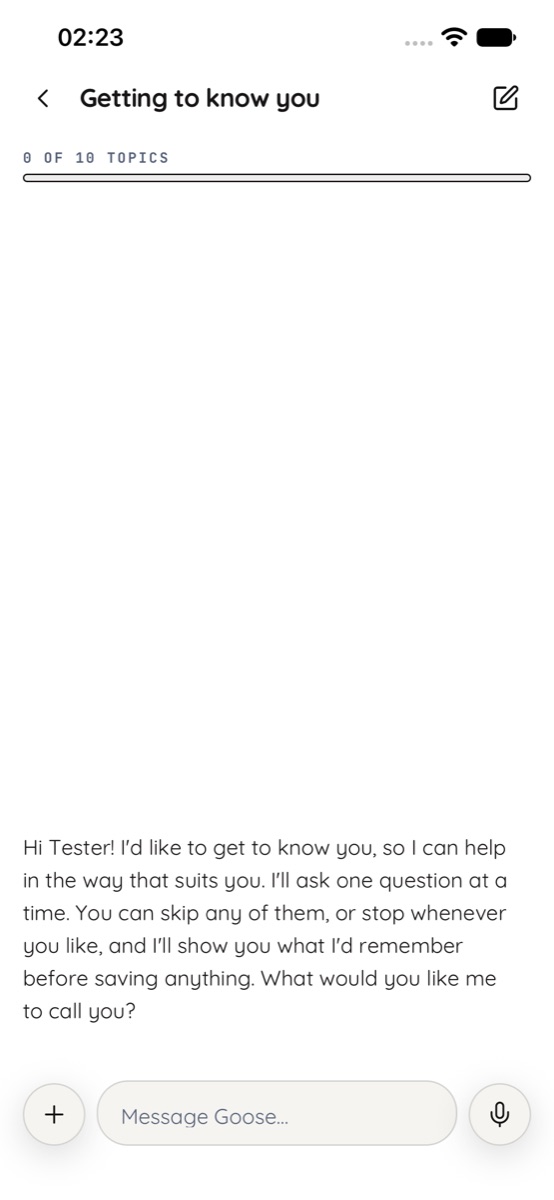 02:23
Getting to know you
0 OF 10 TOPICS
Hi Tester! I'd like to get to know you, so I can help
in the way that suits you. I'll ask one question at a
time. You can skip any of them, or stop whenever
you like, and I'll show you what I'd remember
before saving anything. What would you like me
to call you?
Message Goose...